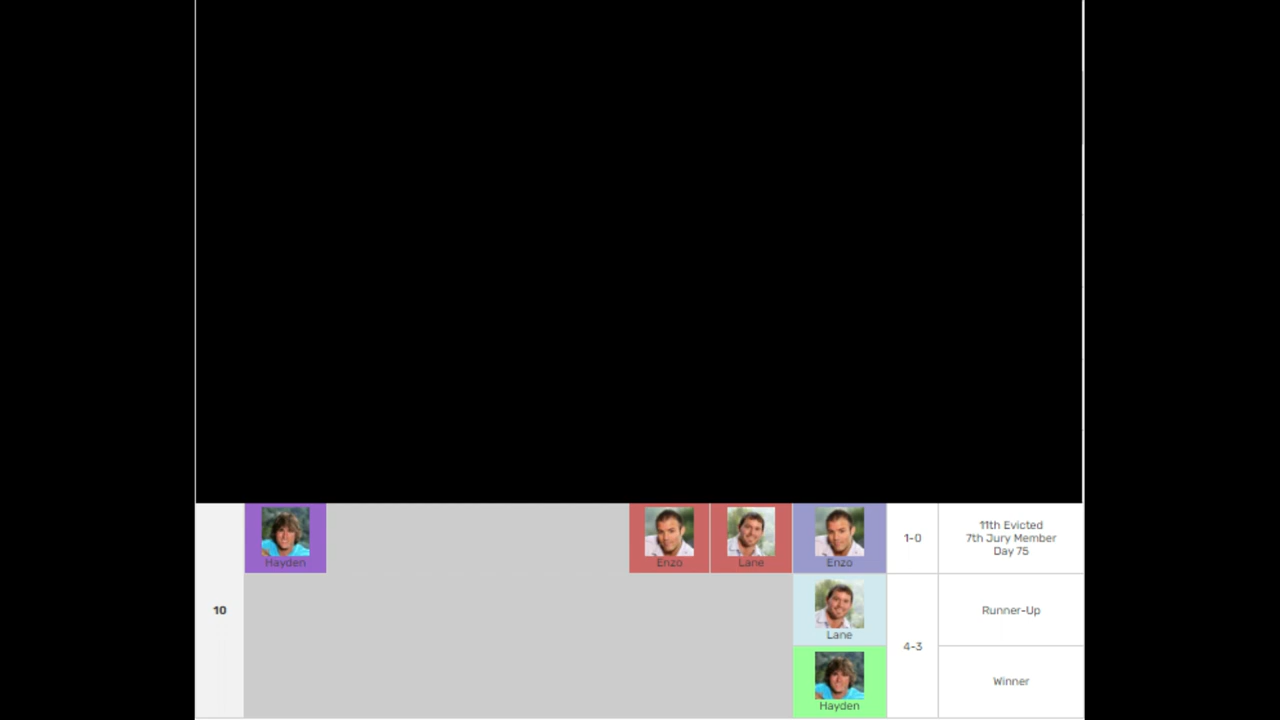 10
Hayden
Enzo
Lane
Enzo
1-0
11th Evicted
7th Jury Member
Day 75
Lane
4-3
Runner-Up
Hayden
Winner